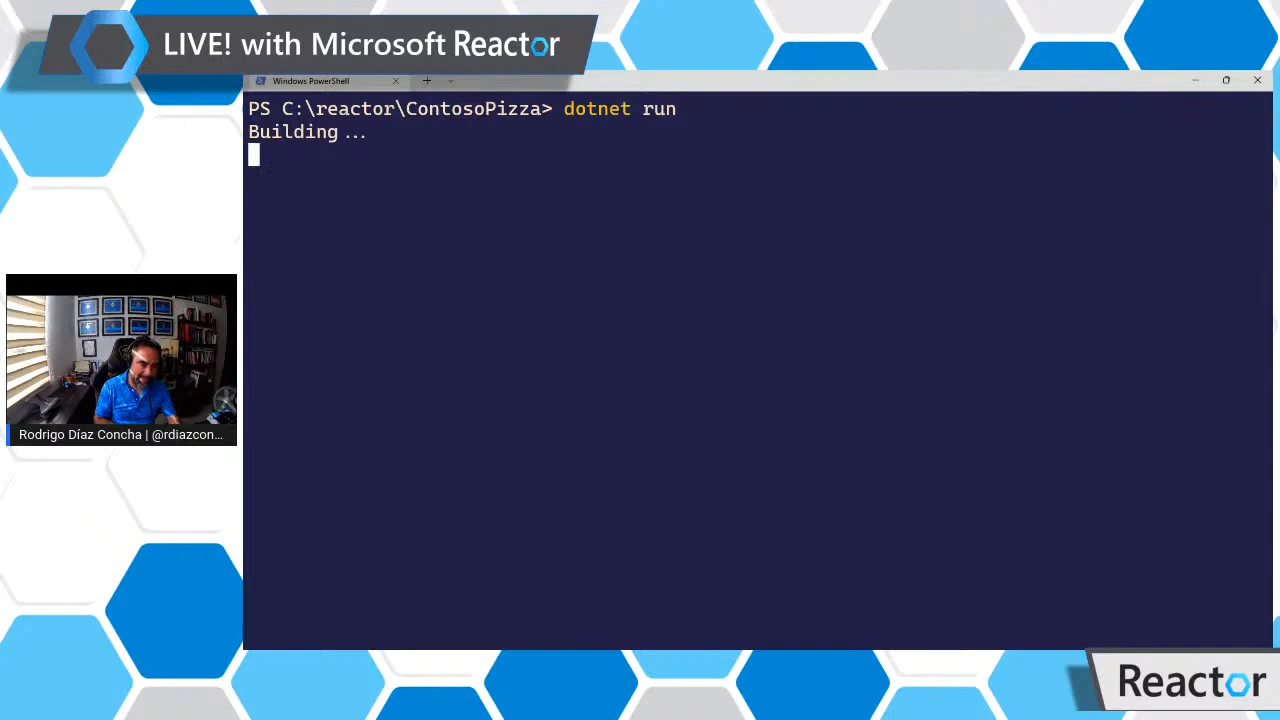 LIVE! with Microsoft Reactor
Windows PowerShell
PS C:\reactor\ContosoPizza> dotnet run
Building...
Rodrigo Díaz Concha | @rdiazcon...
Reactor